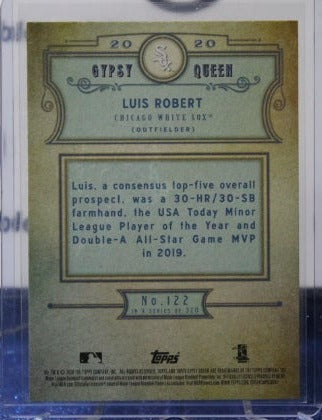 20 20
GYPSY QUEEN
LUIS ROBERT
CHICAGO WHITE SOX®
(OUTFIELDER)
Luis, a consensus top-five overall
prospect, was a 30-HR/30-SB
farmhand, the USA Today Minor
League Player of the Year and
Double-A All-Star Game MVP
in 2019.
No. 122
IN A SERIES OF 320
Topps